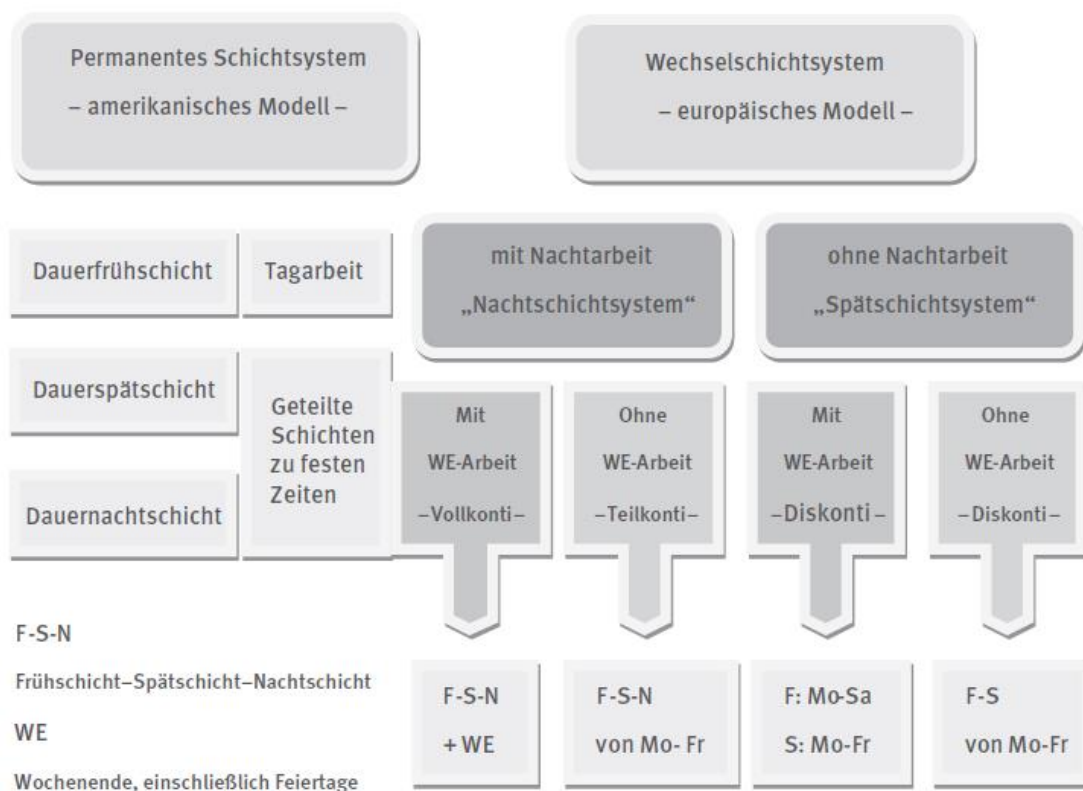 Permanentes Schichtsystem
– amerikanisches Modell –
Wechselschichtsystem
– europäisches Modell –
Dauerfrühschicht
Tagarbeit
Dauerspätschicht
Geteilte
Schichten
zu festen
Zeiten
Dauernachtschicht
mit Nachtarbeit
„Nachtschichtsystem“
ohne Nachtarbeit
„Spätschichtsystem“
Mit
WE-Arbeit
–Vollkonti–
Ohne
WE-Arbeit
–Teilkonti–
Mit
WE-Arbeit
–Diskonti –
Ohne
WE-Arbeit
–Diskonti–
F-S-N
+ WE
F-S-N
von Mo- Fr
F: Mo-Sa
S: Mo-Fr
F-S
von Mo-Fr
F-S-N
Frühschicht–Spätschicht–Nachtschicht
WE
Wochenende, einschließlich Feiertage